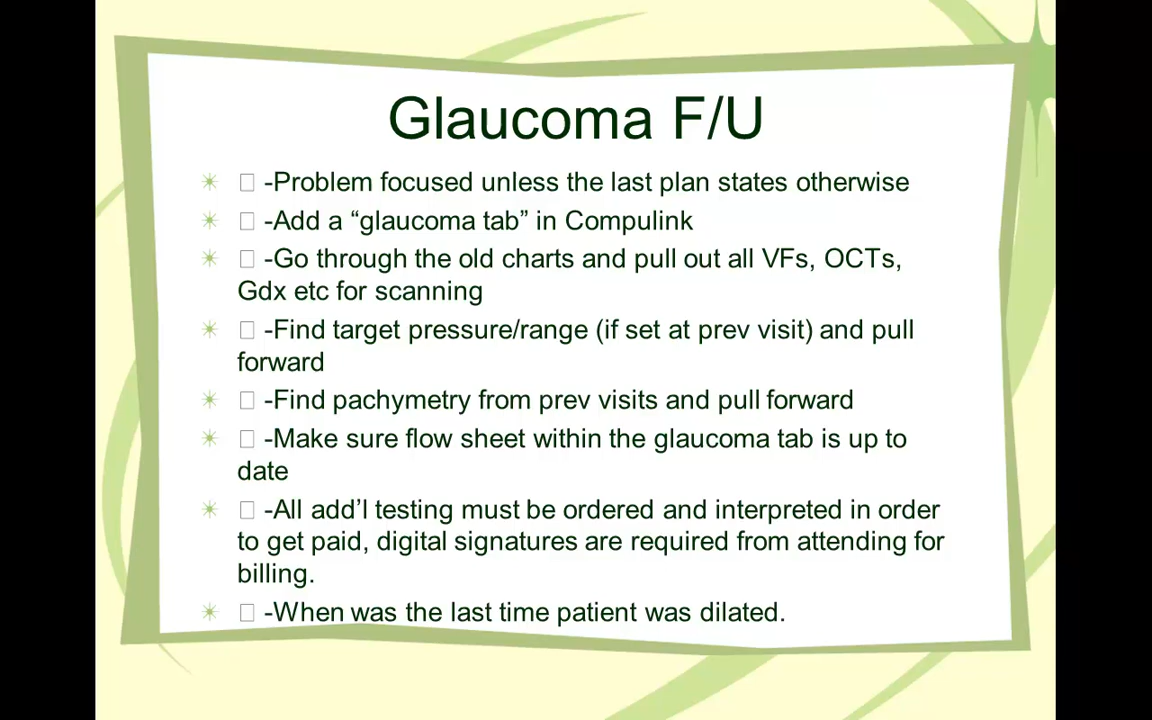 Glaucoma F/U
-Problem focused unless the last plan states otherwise
-Add a “glaucoma tab” in Compulink
-Go through the old charts and pull out all VFs, OCTs,
Gdx etc for scanning
-Find target pressure/range (if set at prev visit) and pull
forward
-Find pachymetry from prev visits and pull forward
-Make sure flow sheet within the glaucoma tab is up to
date
-All add’l testing must be ordered and interpreted in order
to get paid, digital signatures are required from attending for
billing.
-When was the last time patient was dilated.